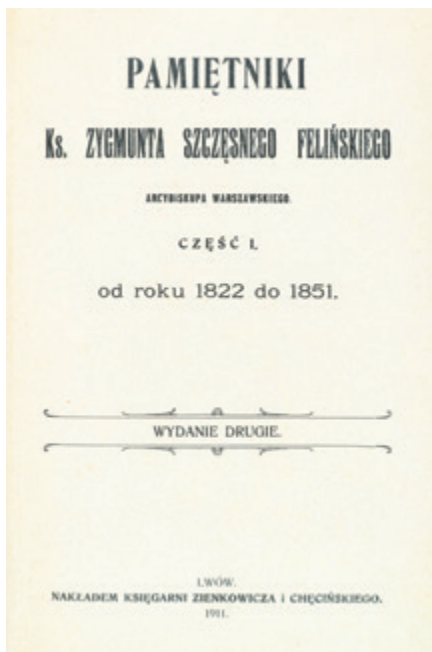 PAMIĘTNIKI
Ks. ZYGMUNTA SZCZĘSNEGO FELIŃSKIEGO
ARCYBISKUPA WARSZAWSKIEGO.
CZĘŚĆ I.
od roku 1822 do 1851.
WYDANIE DRUGIE.
LWÓW.
NAKŁADEM KSIĘGARNI ZIENKOWICZA i CHĘCIŃSKIEGO.
1911.